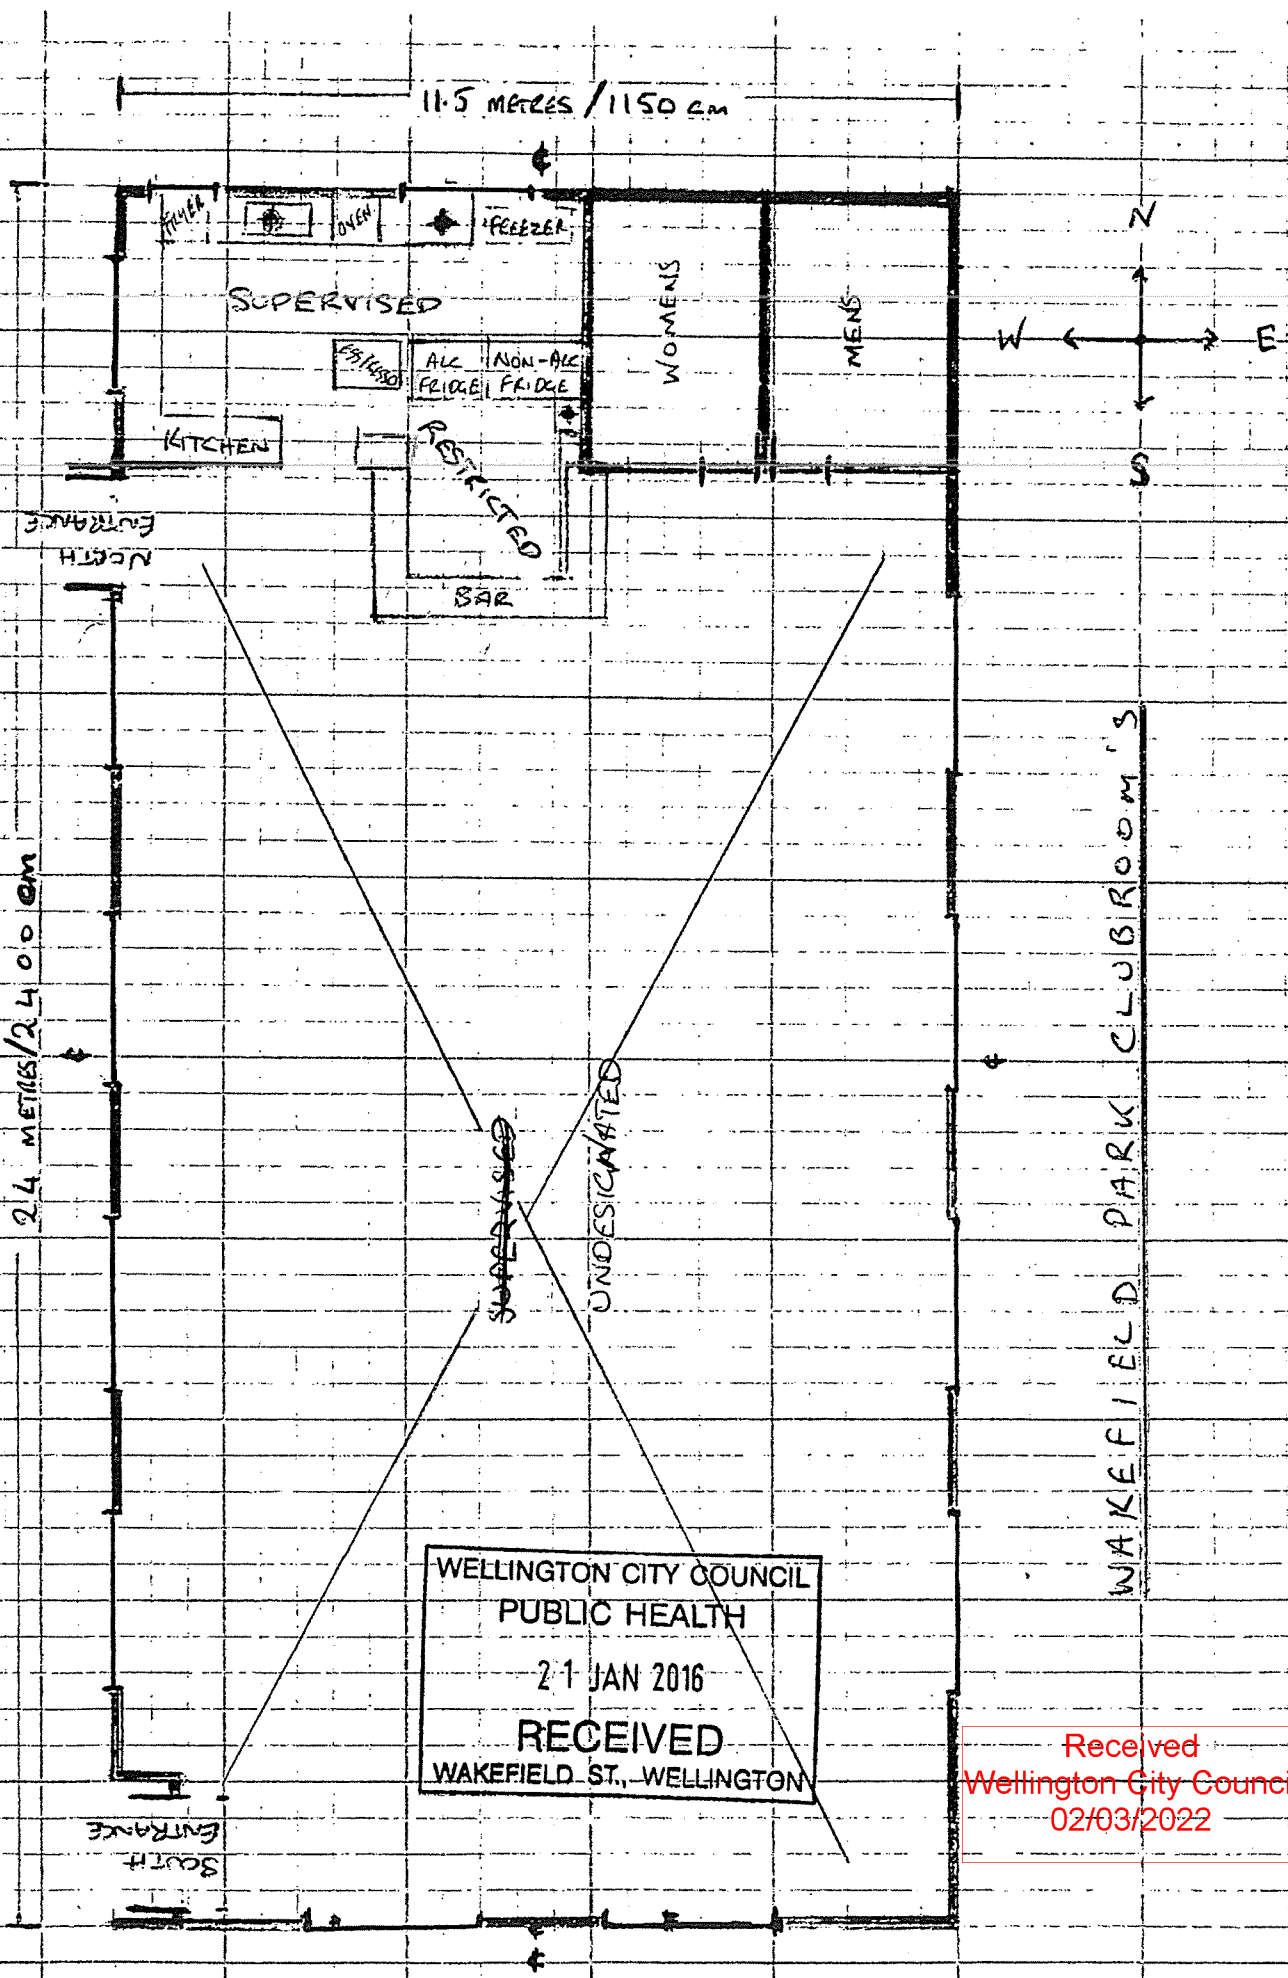 11.5 METRES / 1150 cm
FRYER
OVEN
FREEZER
SUPERVISED
WOMENS
MENS
N
W
E
S
ESPRESSO
ALC
FRIDGE
NON-ALC
FRIDGE
KITCHEN
RESTRICTED
BAR
NORTH
ENTRANCE
24 METRES/2400 cm
SUPERVISED
UNDESIGNATED
WAKEFIELD PARK CLUBROOM'S
WELLINGTON CITY COUNCIL
PUBLIC HEALTH
21 JAN 2016
RECEIVED
WAKEFIELD ST., WELLINGTON
Received
Wellington City Counci
02/03/2022
SOUTH
ENTRANCE